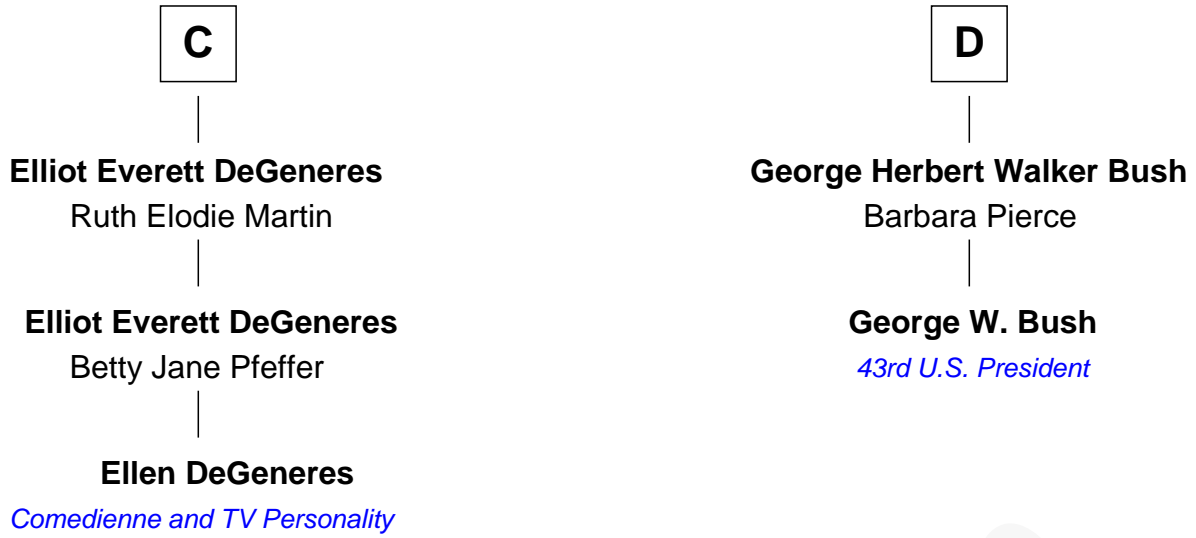 C
Elliot Everett DeGeneres
Ruth Elodie Martin
Elliot Everett DeGeneres
Betty Jane Pfeffer
Ellen DeGeneres
Comedienne and TV Personality
D
George Herbert Walker Bush
Barbara Pierce
George W. Bush
43rd U.S. President